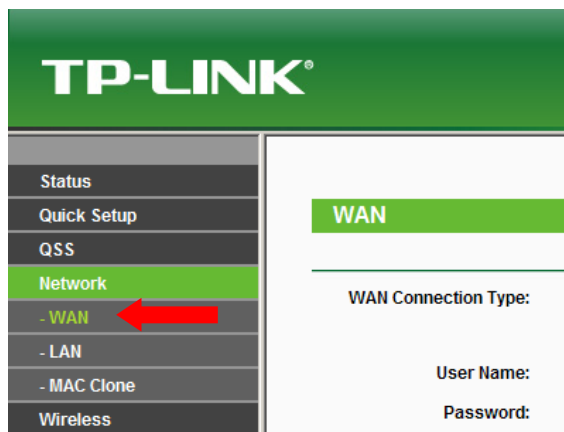 TP-LINK®
Status
Quick Setup
QSS
Network
- WAN
- LAN
- MAC Clone
Wireless
WAN
WAN Connection Type:
User Name:
Password: